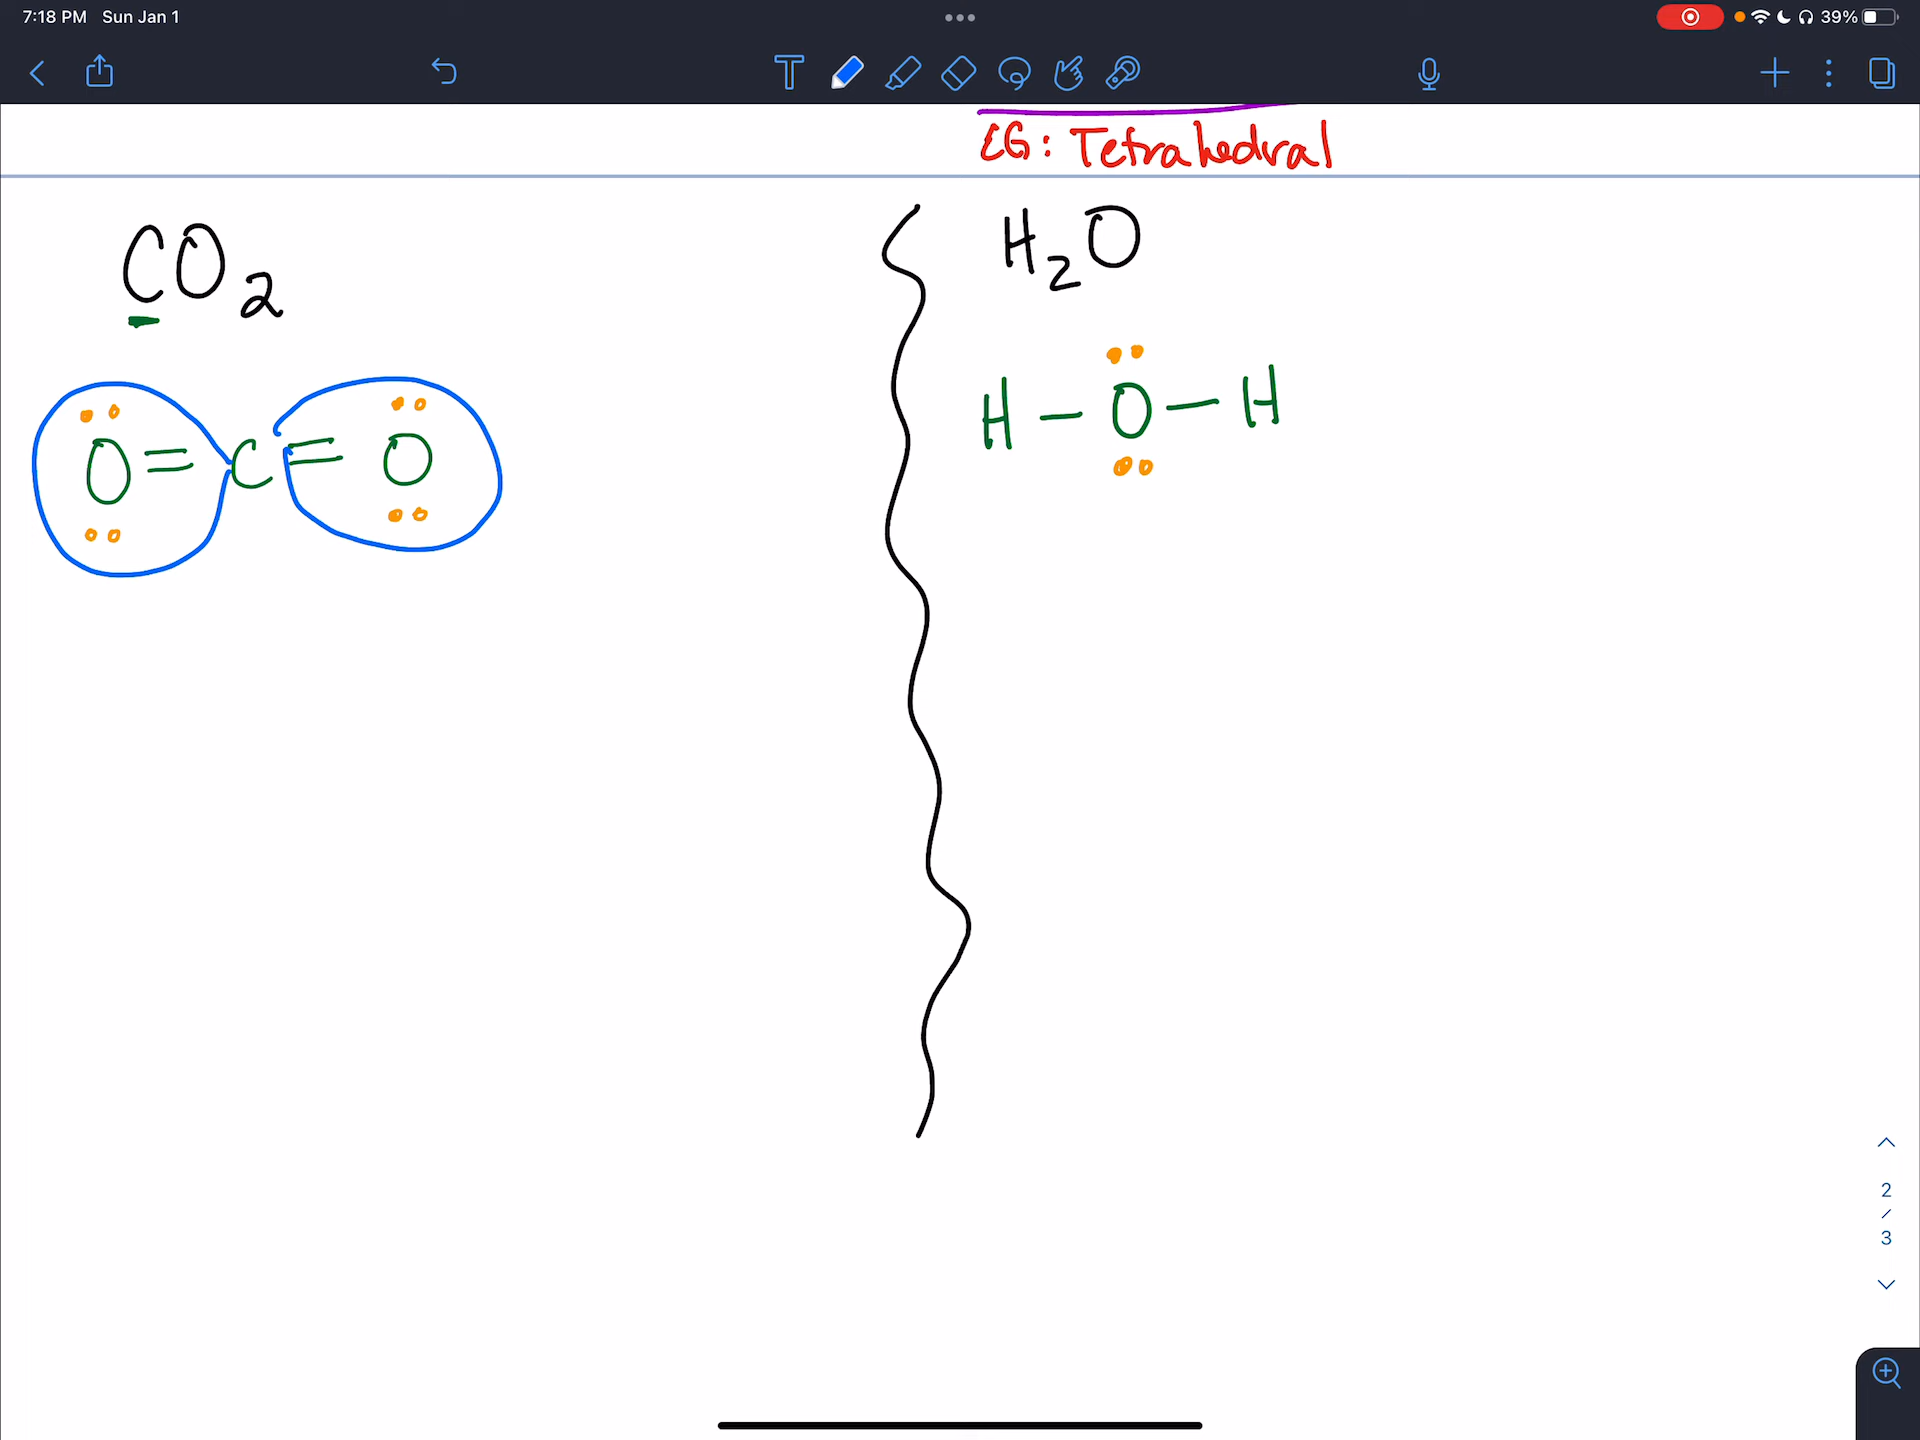 7:18 PM Sun Jan 1
39%
T
EG: Tetrahedral
CO2
O=C=O
H2O
H-O-H
2
/
3